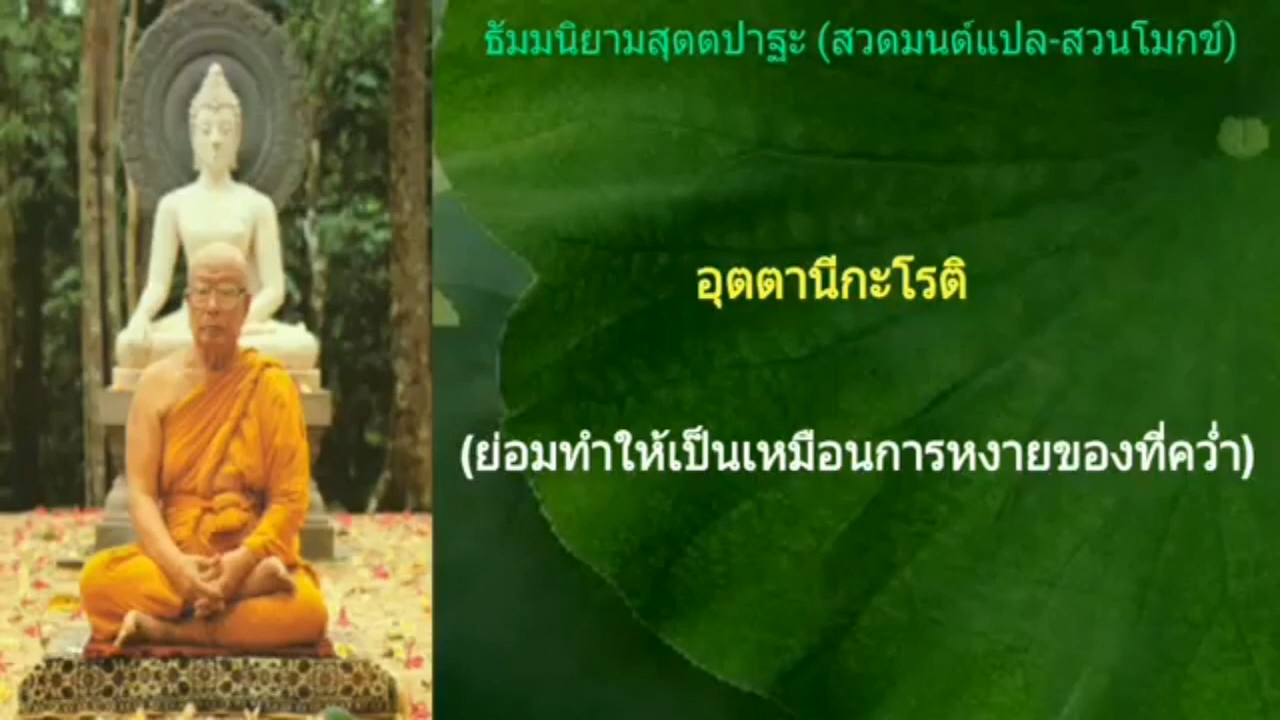 ธัมมนิยามสุตตปาฐะ (สวดมนต์แปล-สวนโมกข์)
อุตตานีกะโรติ
(ย่อมทำให้เป็นเหมือนการหงายของที่คว่ำ)